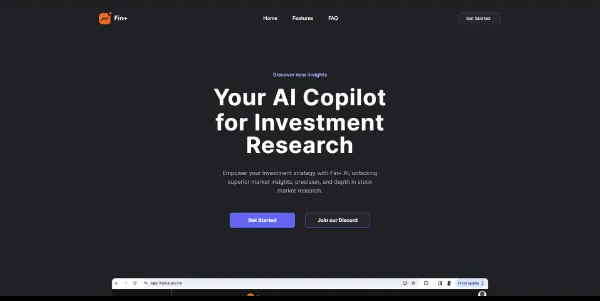 Fin+
Home
Features
FAQ
Get Started
Discover new insights
Your AI Copilot
for Investment
Research
Empower your investment strategy with Fin+ AI, unlocking
superior market insights, precision, and depth in stock
market research.
Get Started
Join our Discord